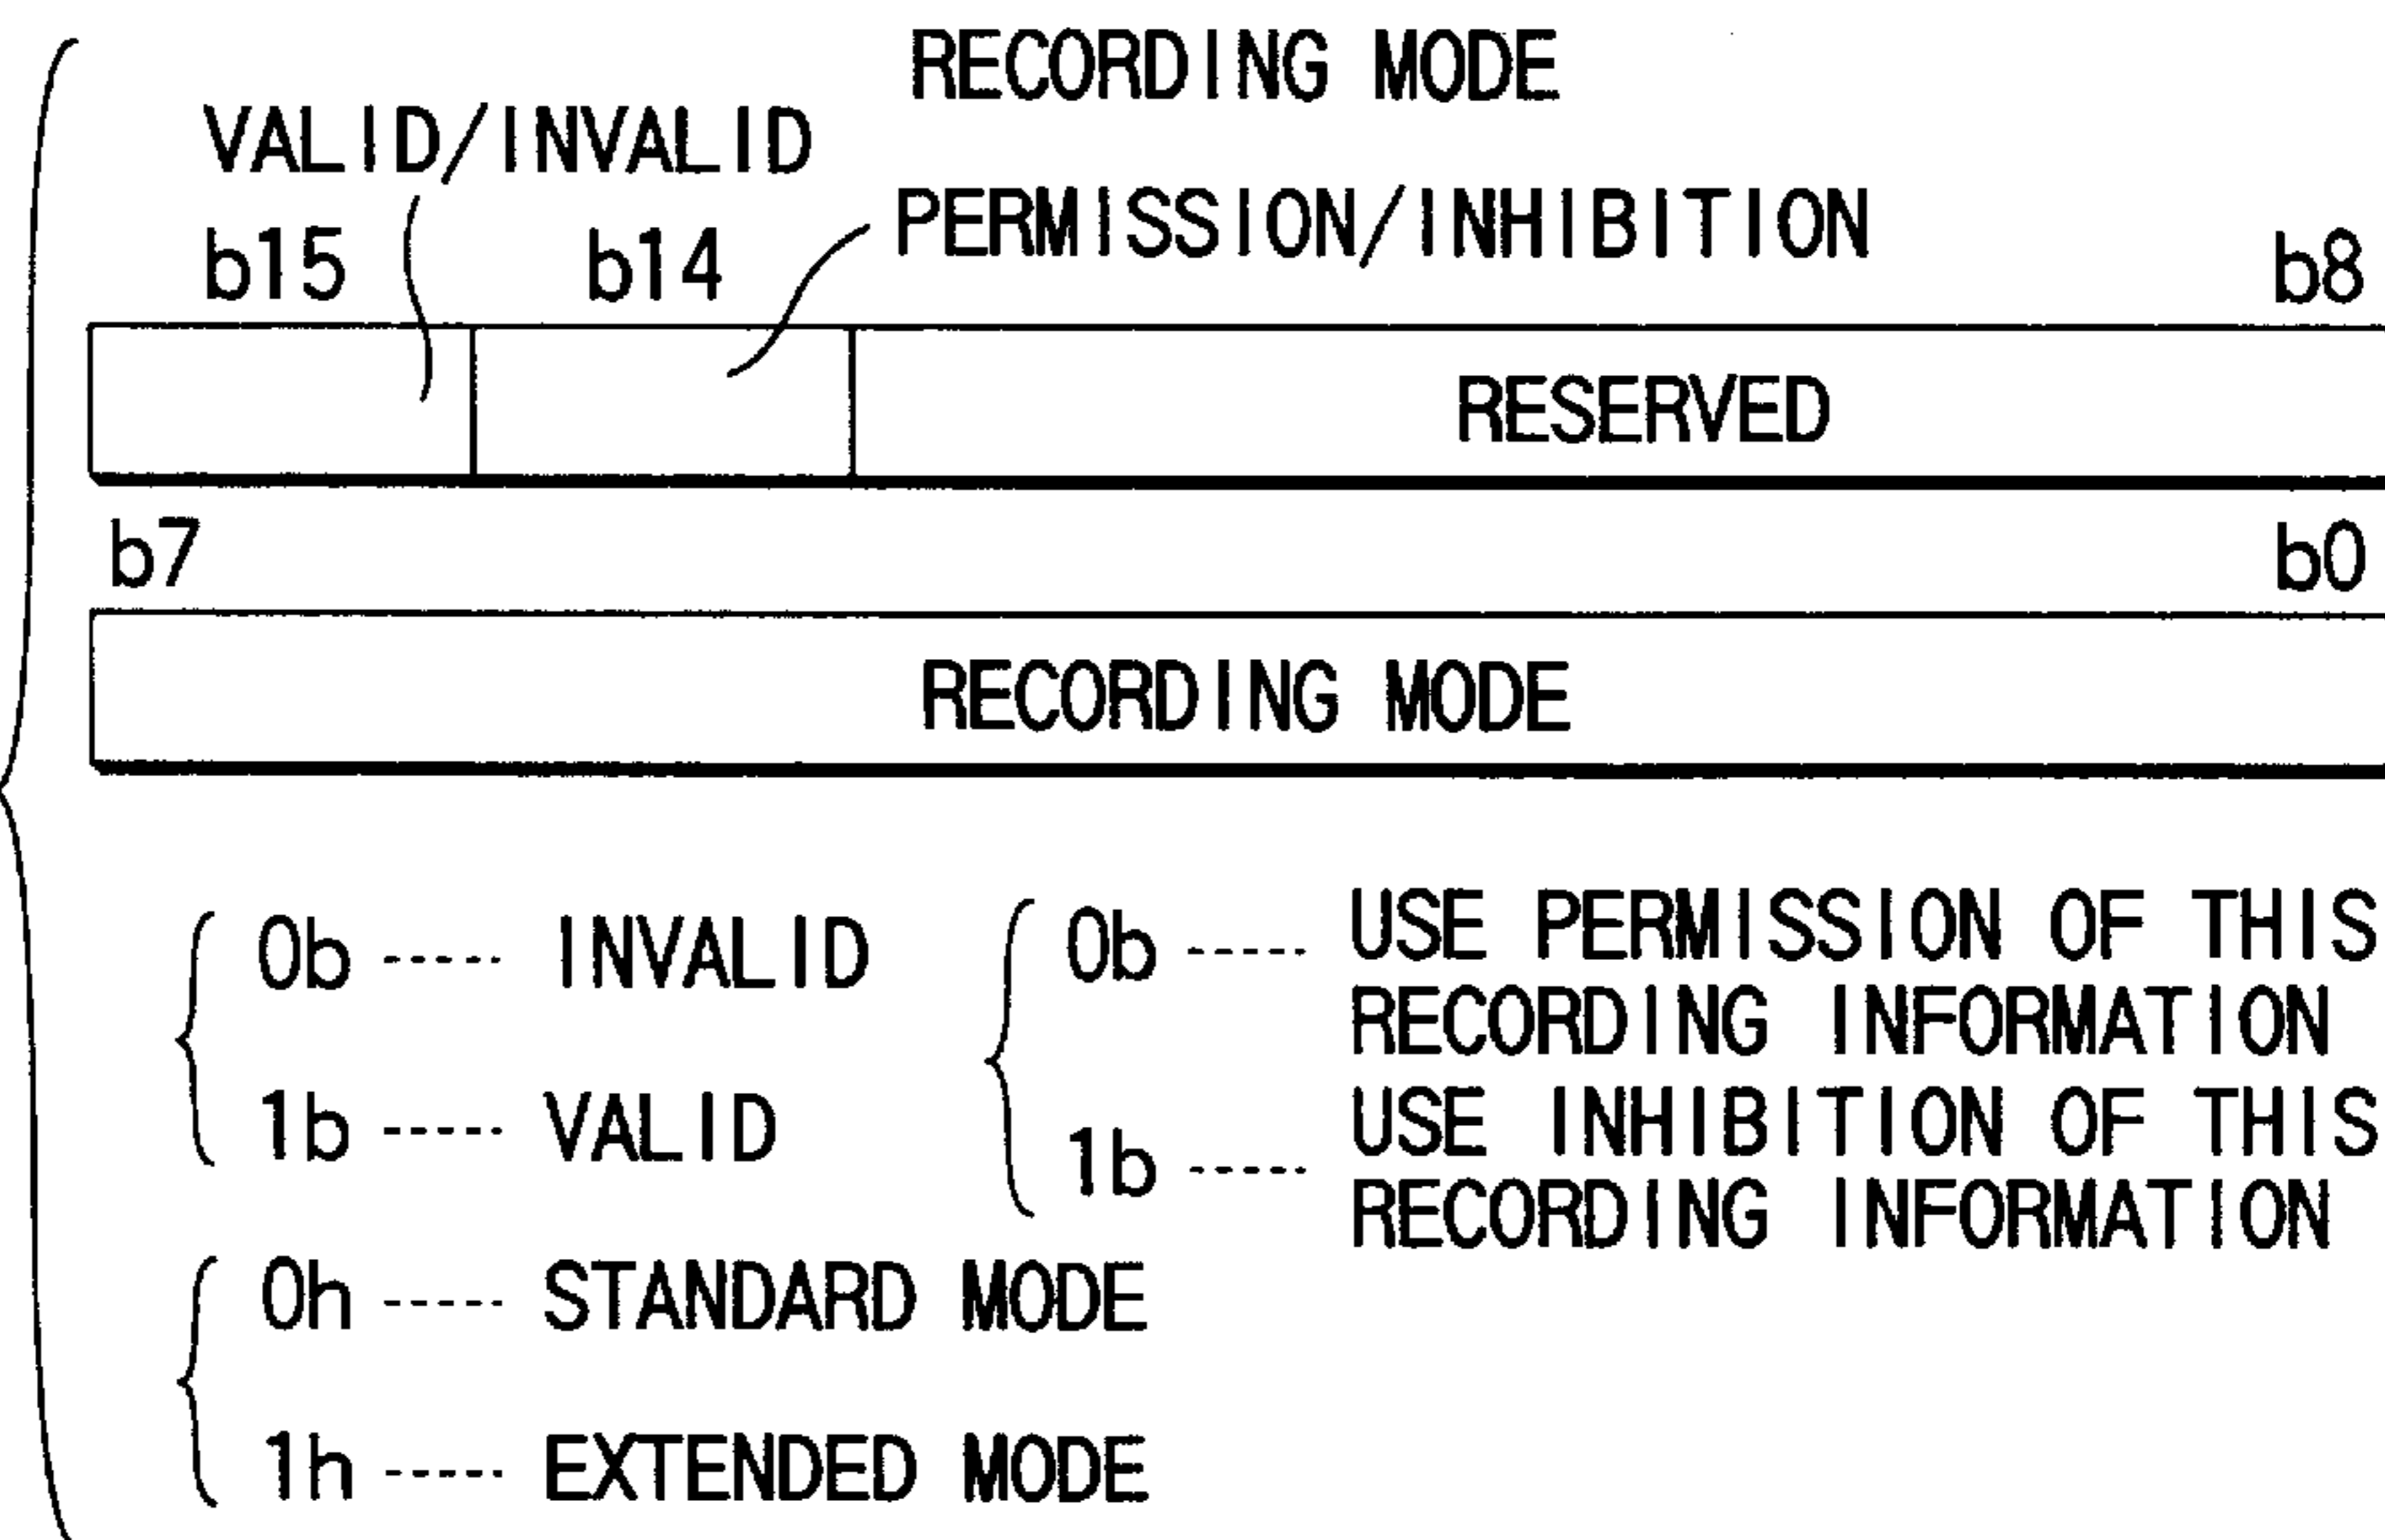 RECORDING MODE
VALID/INVALID
PERMISSION/INHIBITION
b15 b14 b8
RESERVED
b7 b0
RECORDING MODE
0b ----- INVALID
1b ----- VALID
0b ----- USE PERMISSION OF THIS
RECORDING INFORMATION
1b ----- USE INHIBITION OF THIS
RECORDING INFORMATION
0h ----- STANDARD MODE
1h ----- EXTENDED MODE